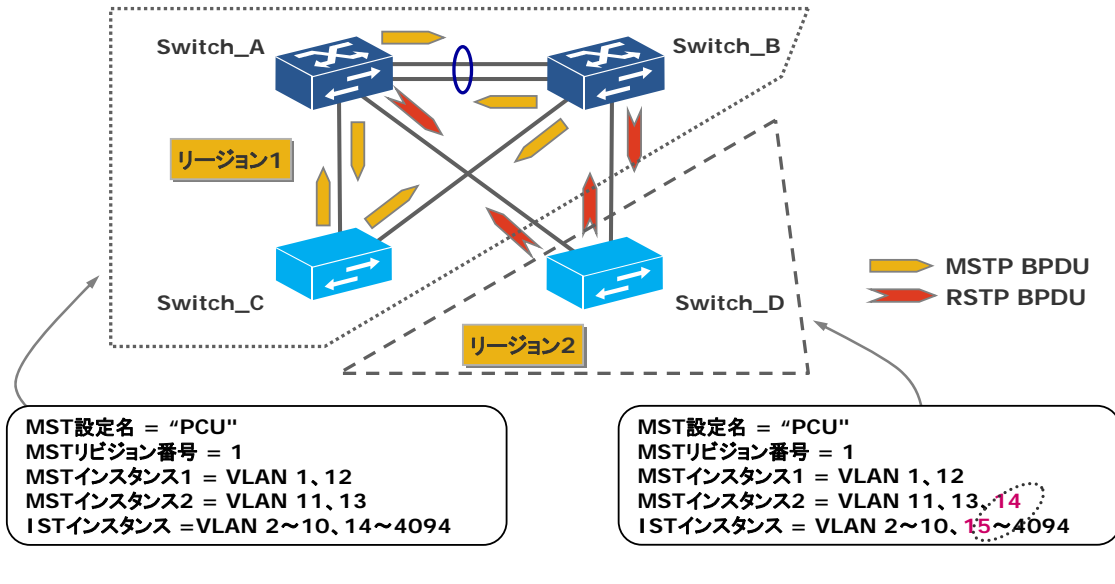 Switch_A
Switch_B
リージョン1
Switch_C
Switch_D
MSTP BPDU
RSTP BPDU
リージョン2
MST設定名 = “PCU"
MSTリビジョン番号 = 1
MSTインスタンス1 = VLAN 1、12
MSTインスタンス2 = VLAN 11、13
ISTインスタンス =VLAN 2～10、14～4094
MST設定名 = “PCU"
MSTリビジョン番号 = 1
MSTインスタンス1 = VLAN 1、12
MSTインスタンス2 = VLAN 11、13、14
ISTインスタンス = VLAN 2～10、15～4094